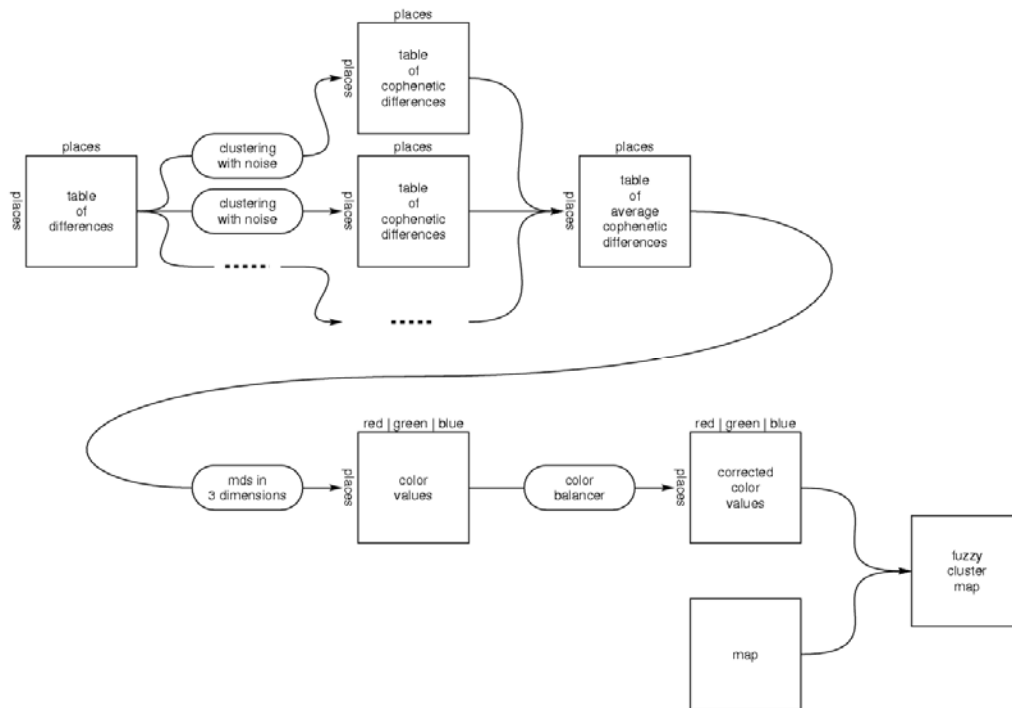 places
places
table
of
cophenetic
differences
clustering
with noise
places
places
table
of
differences
clustering
with noise
places
places
table
of
cophenetic
differences
places
places
table
of
average
cophenetic
differences
mds in
3 dimensions
red | green | blue
places
color
values
color
balancer
red | green | blue
places
corrected
color
values
map
fuzzy
cluster
map